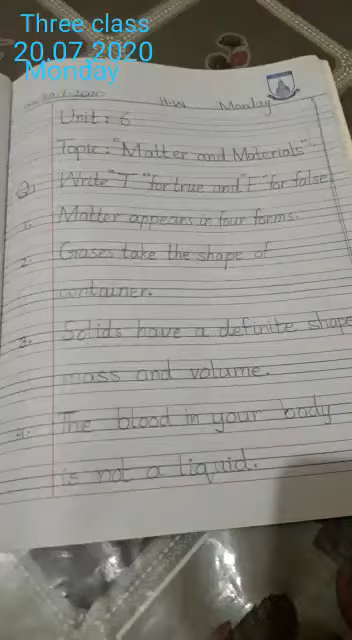 Three class
20.07.2020
Monday
H.W Monday
Unit: 6
Topic: "Matter and Materials"
Q: Write "T" for true and "F" for false.
1. Matter appears in four forms.
2. Gases take the shape of
container.
3. Solids have a definite shape
mass and volume.
4. The blood in your body
is not a liquid.